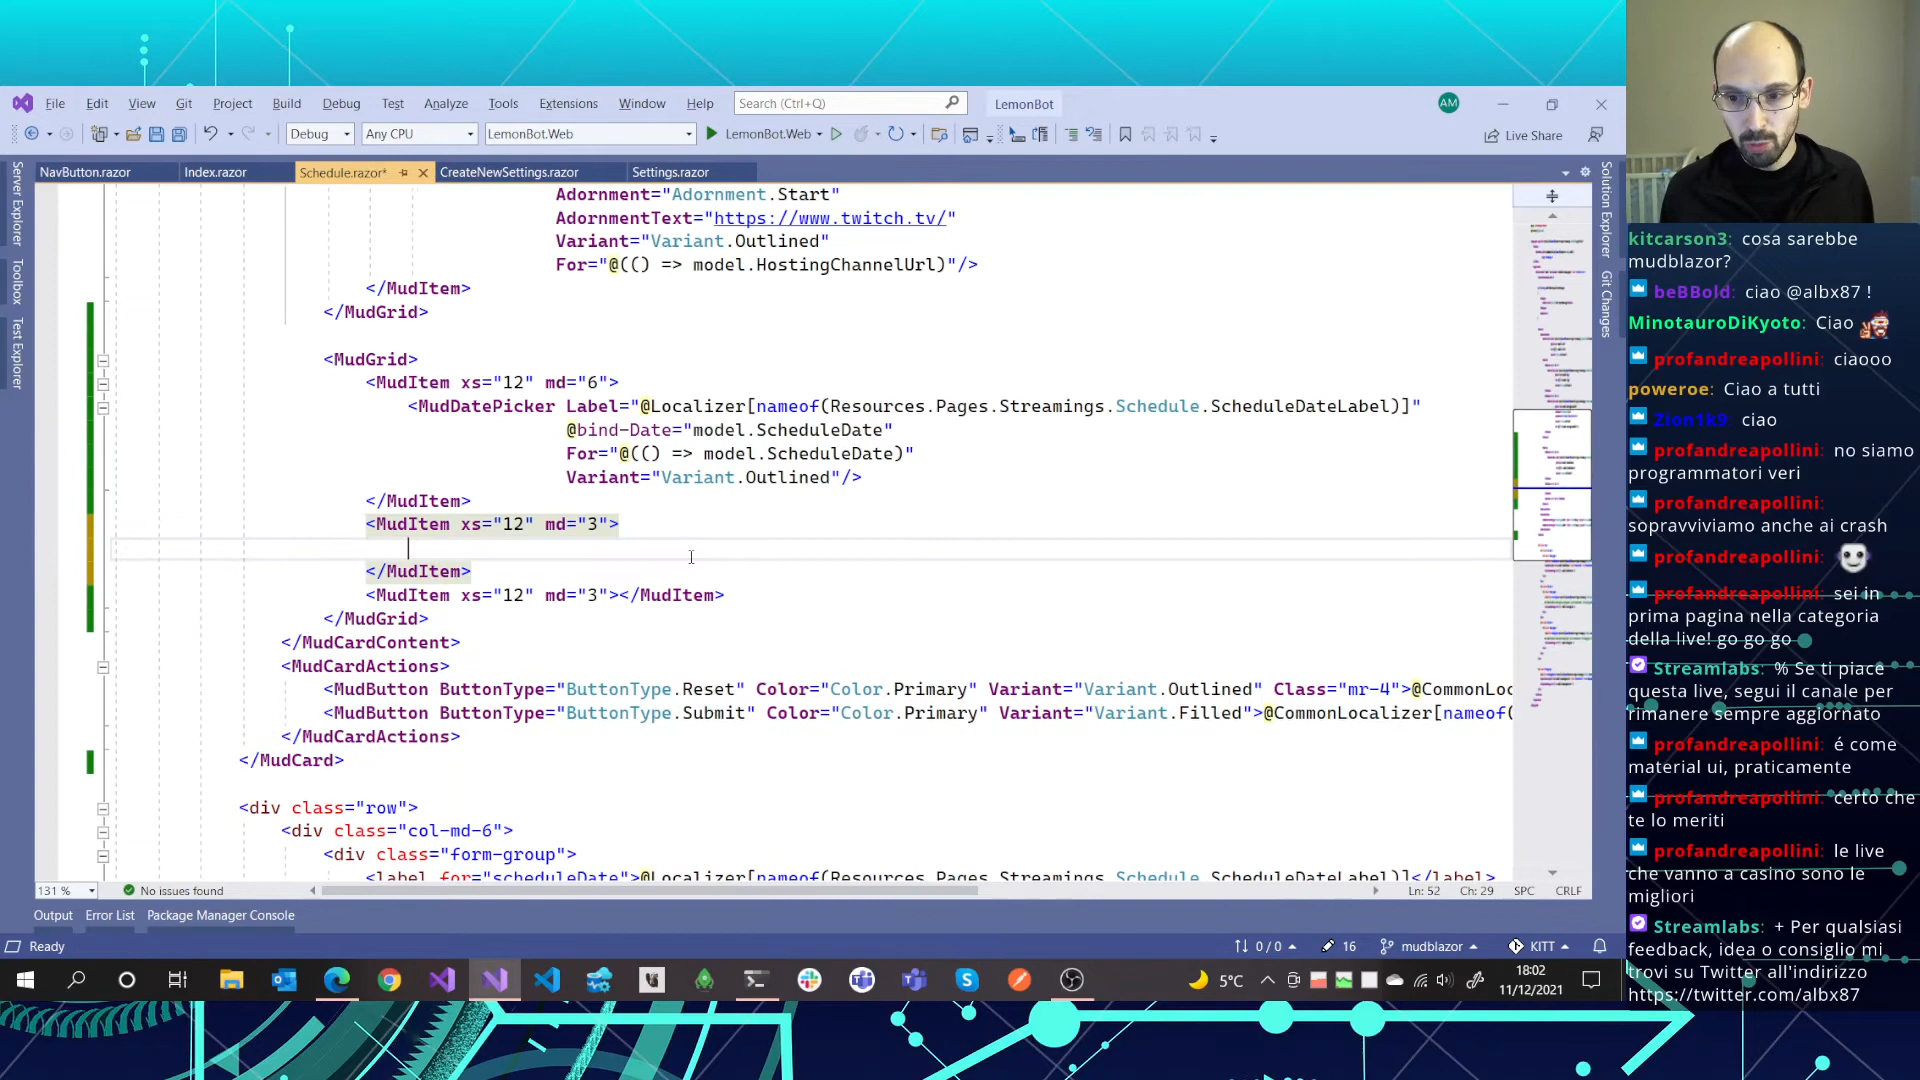 File Edit View Git Project Build Debug Test Analyze Tools Extensions Window Help Search (Ctrl+Q) LemonBot AM
Debug Any CPU LemonBot.Web LemonBot.Web Live Share
NavButton.razor Index.razor Schedule.razor* CreateNewSettings.razor Settings.razor
Server Explorer
Toolbox
Test Explorer
Solution Explorer
Git Changes
Adornment="Adornment.Start"
AdornmentText="https://www.twitch.tv/"
Variant="Variant.Outlined"
For="@(() => model.HostingChannelUrl)"/>
</MudItem>
</MudGrid>
<MudGrid>
<MudItem xs="12" md="6">
<MudDatePicker Label="@Localizer[nameof(Resources.Pages.Streamings.Schedule.ScheduleDateLabel)]"
@bind-Date="model.ScheduleDate"
For="@(() => model.ScheduleDate)"
Variant="Variant.Outlined"/>
</MudItem>
<MudItem xs="12" md="3">
</MudItem>
<MudItem xs="12" md="3"></MudItem>
</MudGrid>
</MudCardContent>
<MudCardActions>
<MudButton ButtonType="ButtonType.Reset" Color="Color.Primary" Variant="Variant.Outlined" Class="mr-4">@CommonLoc
<MudButton ButtonType="ButtonType.Submit" Color="Color.Primary" Variant="Variant.Filled">@CommonLocalizer[nameof(
</MudCardActions>
</MudCard>
<div class="row">
<div class="col-md-6">
<div class="form-group">
<label for="scheduleDate">@Localizer[nameof(Resources.Pages.Streamings.Schedule.ScheduleDateLabel)]</label>
131 % No issues found Ln: 52 Ch: 29 SPC CRLF
Output Error List Package Manager Console
Ready 0 / 0 16 mudblazor KITT
5°C 18:02
11/12/2021
kitcarson3: cosa sarebbe
mudblazor?
beBBold: ciao @albx87 !
MinotauroDiKyoto: Ciao
profandreapollini: ciaooo
poweroe: Ciao a tutti
Zion1k9: ciao
profandreapollini: no siamo
programmatori veri
profandreapollini:
sopravviviamo anche ai crash
profandreapollini:
profandreapollini: sei in
prima pagina nella categoria
della live! go go go
Streamlabs: % Se ti piace
questa live, segui il canale per
rimanere sempre aggiornato
profandreapollini: é come
material ui, praticamente
profandreapollini: certo che
te lo meriti
profandreapollini: le live
che vanno a casino sono le
migliori
Streamlabs: + Per qualsiasi
feedback, idea o consiglio mi
trovi su Twitter all'indirizzo
https://twitter.com/albx87